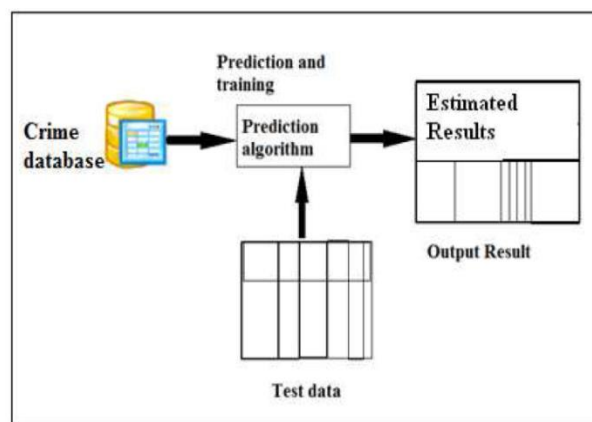 Prediction and
training
Crime
database
Prediction
algorithm
Estimated
Results
Output Result
Test data